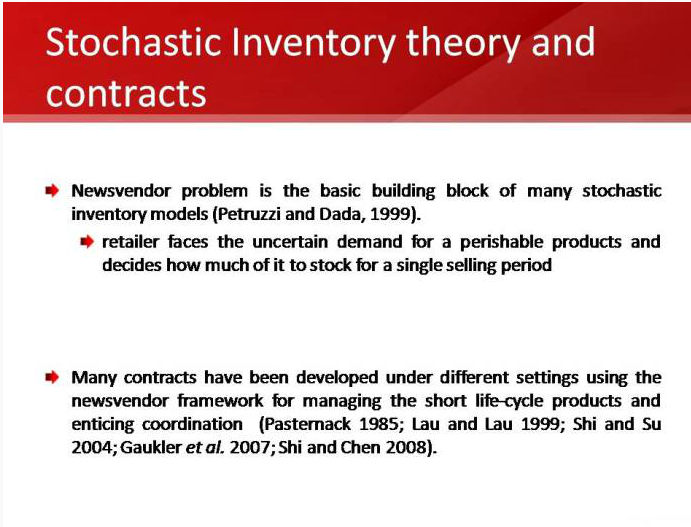 Stochastic Inventory theory and
contracts
Newsvendor problem is the basic building block of many stochastic
inventory models (Petruzzi and Dada, 1999).
retailer faces the uncertain demand for a perishable products and
decides how much of it to stock for a single selling period
Many contracts have been developed under different settings using the
newsvendor framework for managing the short life-cycle products and
enticing coordination (Pasternack 1985; Lau and Lau 1999; Shi and Su
2004; Gaukler et al. 2007; Shi and Chen 2008).